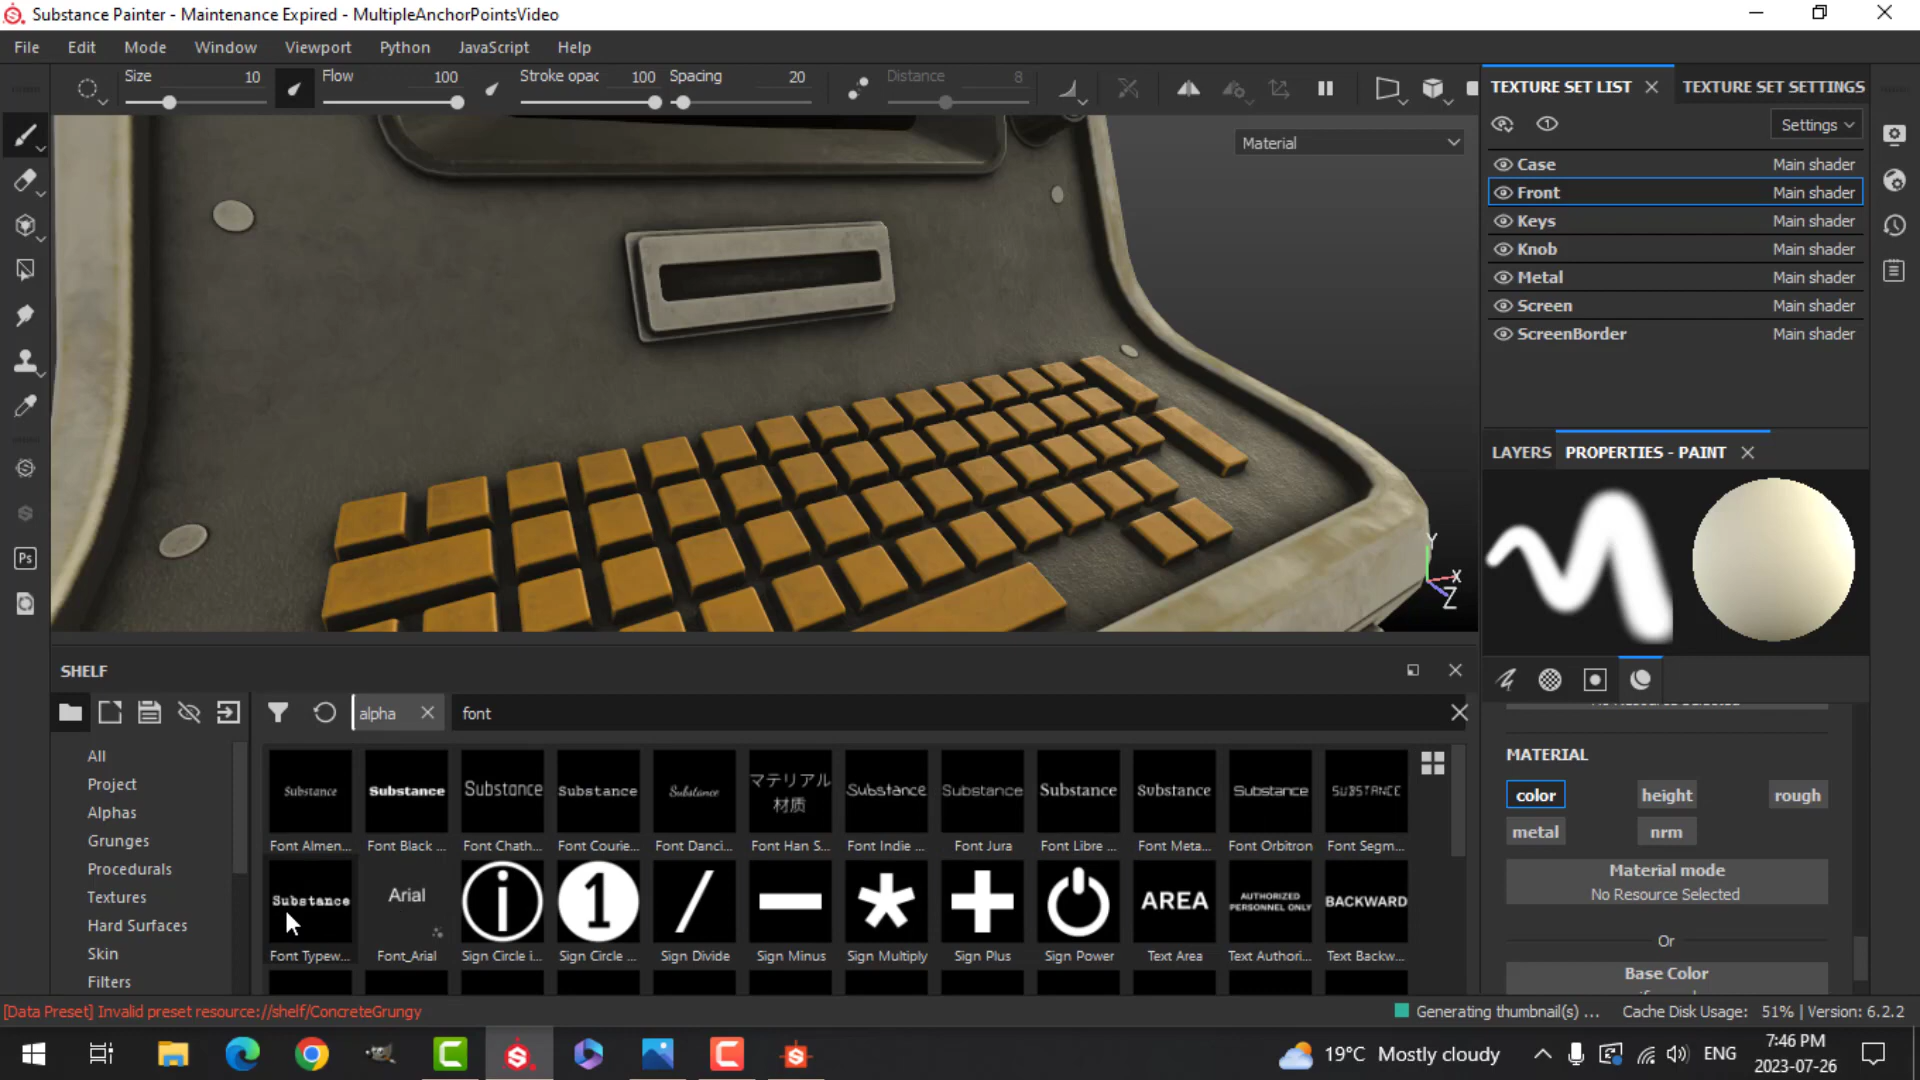 Substance Painter - Maintenance Expired - MultipleAnchorPointsVideo
File Edit Mode Window Viewport Python JavaScript Help
Size 10 Flow 100 Stroke opac 100 Spacing 20 Distance 8
TEXTURE SET LIST TEXTURE SET SETTINGS
Settings
Material
Case Main shader
Front Main shader
Keys Main shader
Knob Main shader
Metal Main shader
Screen Main shader
ScreenBorder Main shader
LAYERS PROPERTIES - PAINT
Y
X
Z
SHELF
alpha font
All
Project
Alphas
Grunges
Procedurals
Textures
Hard Surfaces
Skin
Filters
Substance Substance Substance Substance Substance マテリアル Substance Substance Substance Substance Substance SUBSTANCE
材质
Font Almen... Font Black ... Font Chath... Font Courie... Font Danci... Font Han S... Font Indie ... Font Jura Font Libre ... Font Meta... Font Orbitron Font Segm...
Substance Arial i 1 / AREA AUTHORIZED BACKWARD
PERSONNEL ONLY
Font Typew... Font_Arial Sign Circle i... Sign Circle ... Sign Divide Sign Minus Sign Multiply Sign Plus Sign Power Text Area Text Authori... Text Backw...
MATERIAL
color height rough
metal nrm
Material mode
No Resource Selected
Or
Base Color
[Data Preset] Invalid preset resource://shelf/ConcreteGrungy
Generating thumbnail(s) ... Cache Disk Usage: 51% | Version: 6.2.2
Ps
19°C Mostly cloudy ENG 7:46 PM
2023-07-26